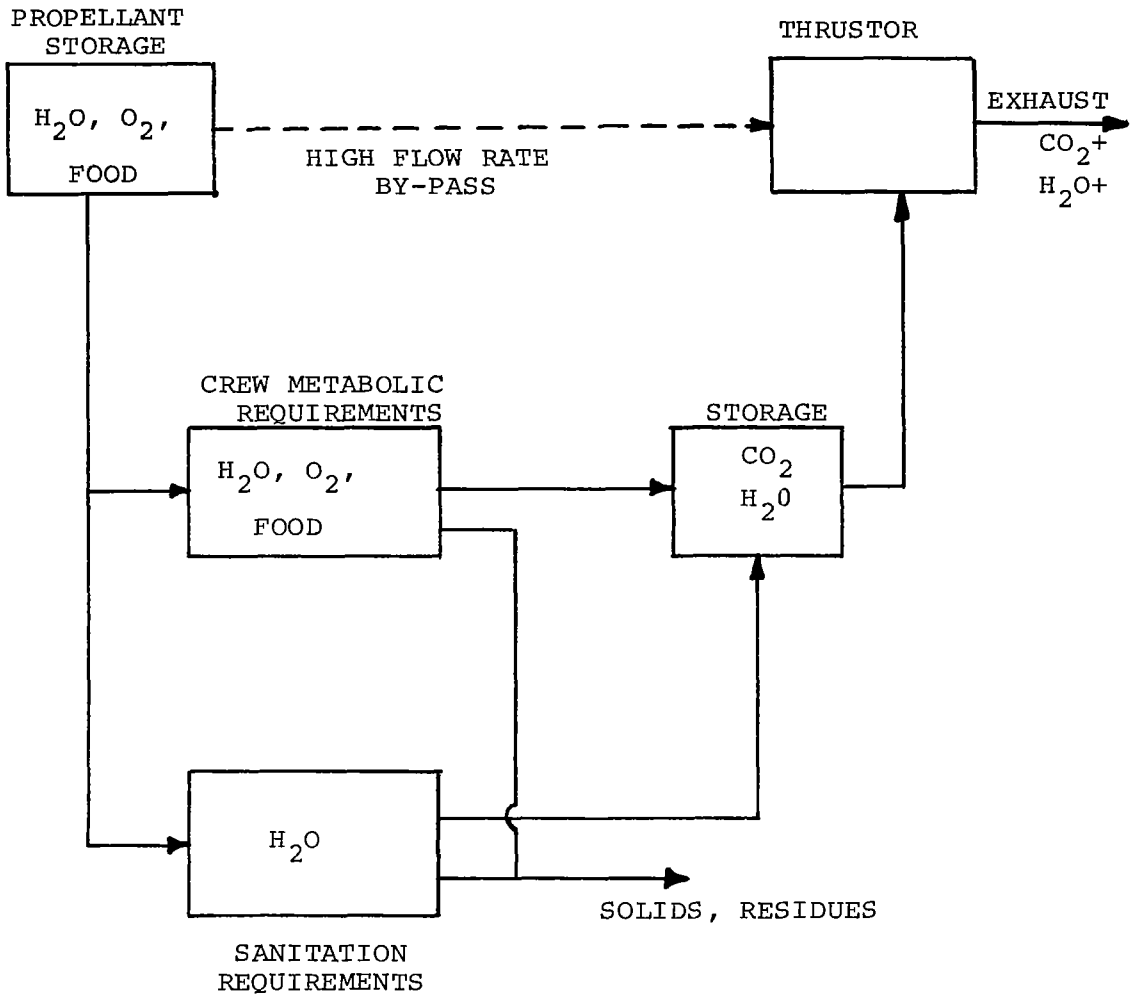 PROPELLANT
STORAGE
H₂O, O₂,
FOOD
HIGH FLOW RATE
BY-PASS
THRUSTOR
EXHAUST
CO₂+
H₂O+
CREW METABOLIC
REQUIREMENTS
H₂O, O₂,
FOOD
STORAGE
CO₂
H₂0
H₂O
SOLIDS, RESIDUES
SANITATION
REQUIREMENTS